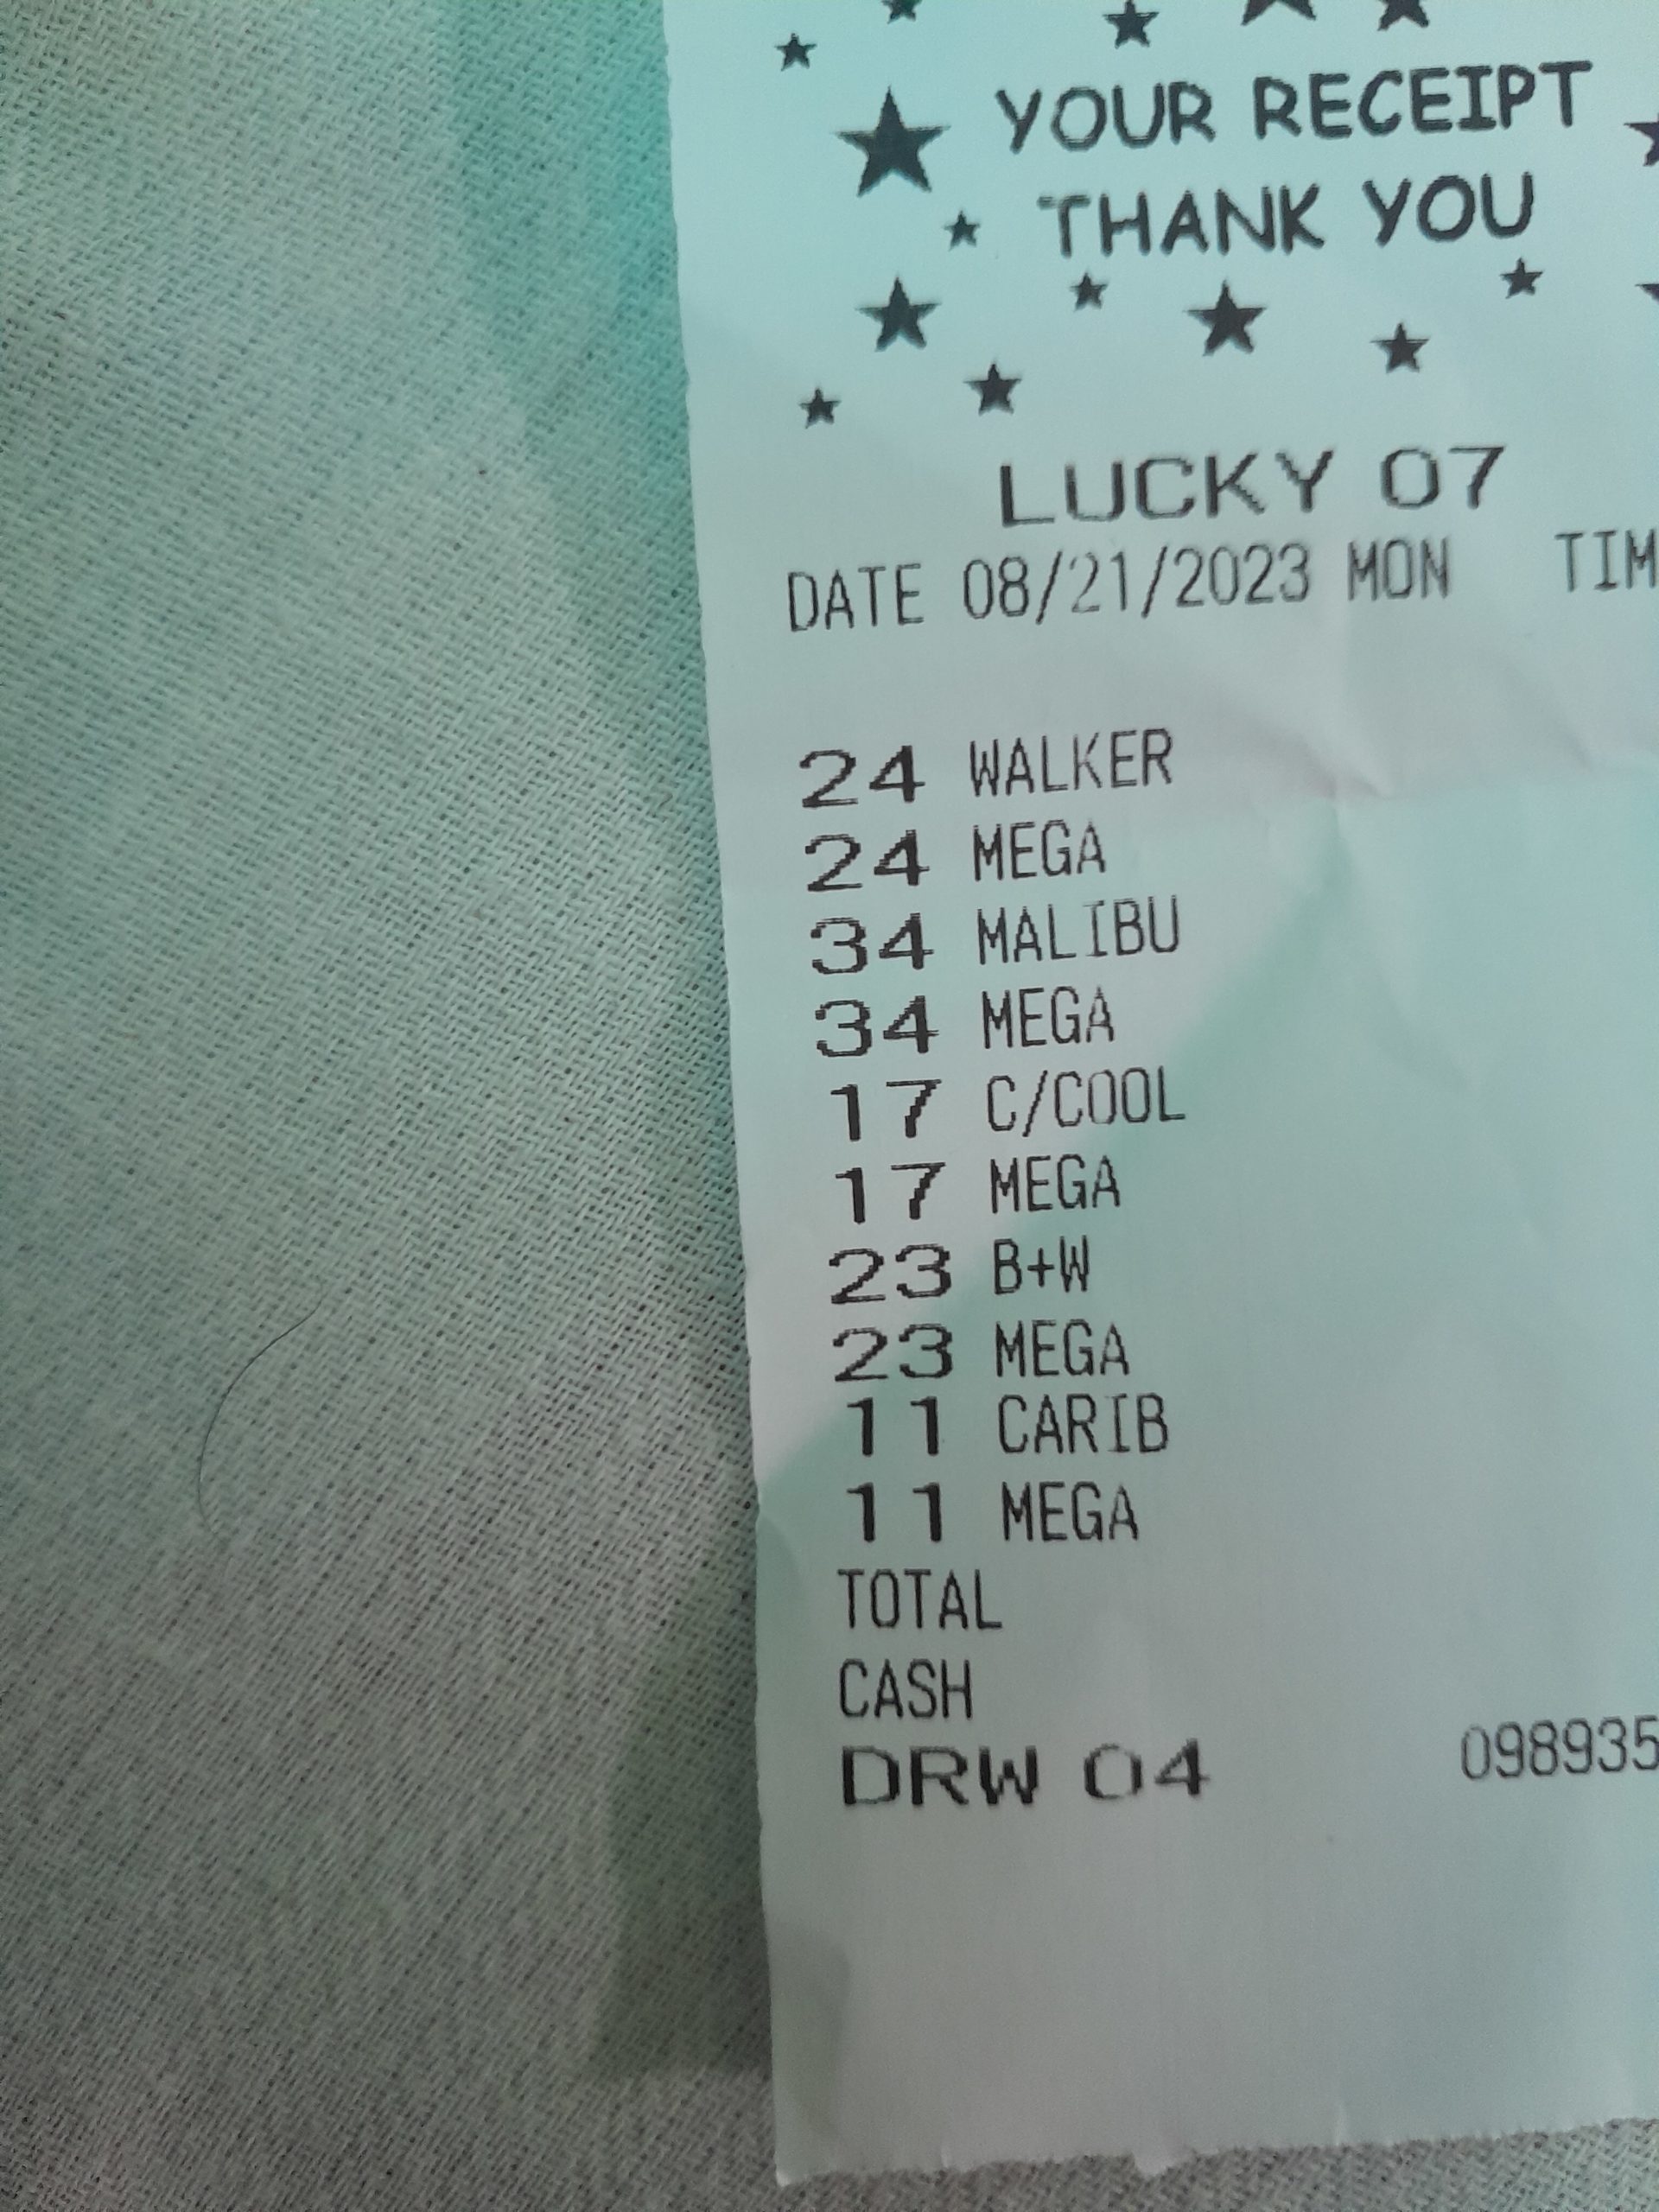 YOUR RECEIPT
THANK YOU
LUCKY 07
DATE 08/21/2023 MON TIM
24 WALKER
24 MEGA
34 MALIBU
34 MEGA
17 C/COOL
17 MEGA
23 B+W
23 MEGA
11 CARIB
11 MEGA
TOTAL
CASH
DRW 04 098935